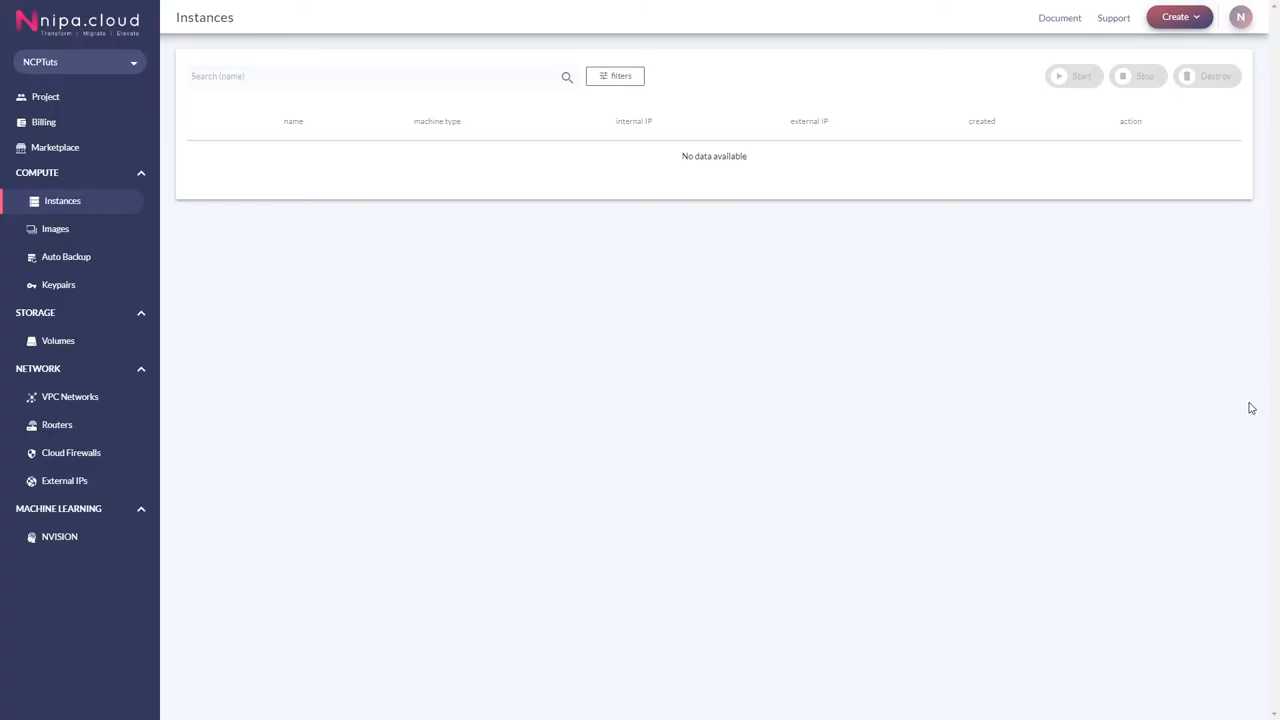 nipa.cloud
Transform | Migrate | Elevate
NCPTuts
Project
Billing
Marketplace
COMPUTE
Instances
Images
Auto Backup
Keypairs
STORAGE
Volumes
NETWORK
VPC Networks
Routers
Cloud Firewalls
External IPs
MACHINE LEARNING
NVISION
Instances
Document
Support
Create
N
Search (name)
filters
Start
Stop
Destroy
name machine type internal IP external IP created action
No data available